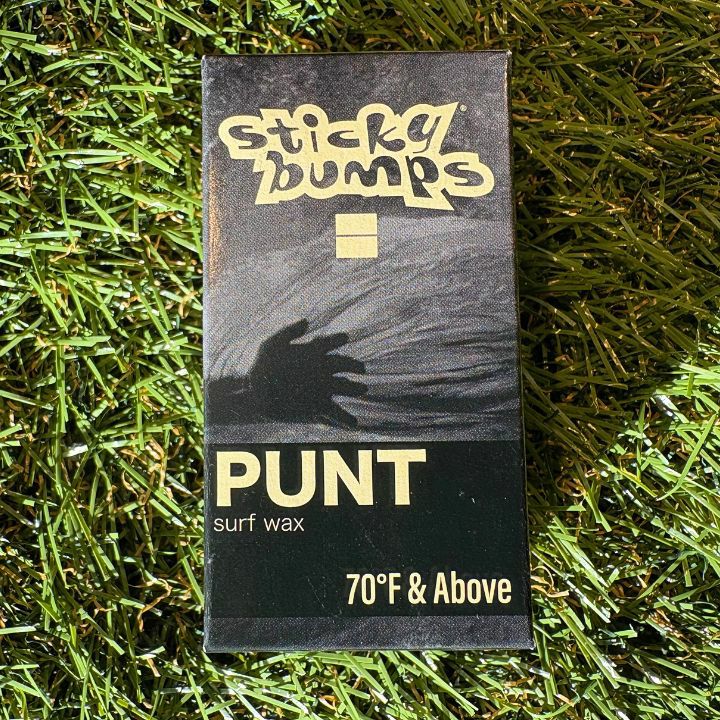 sticky
bumps
PUNT
surf wax
70°F & Above